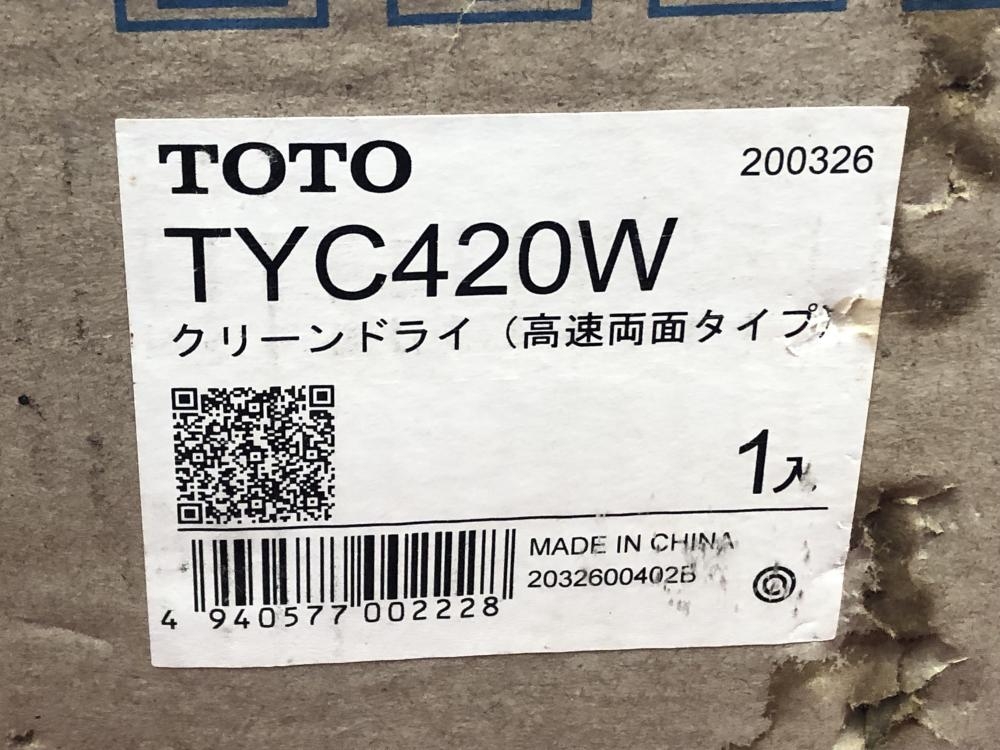 TOTO
200326
TYC420W
クリーンドライ（高速両面タイプ）
1入
MADE IN CHINA
2032600402B
4 940577 002228